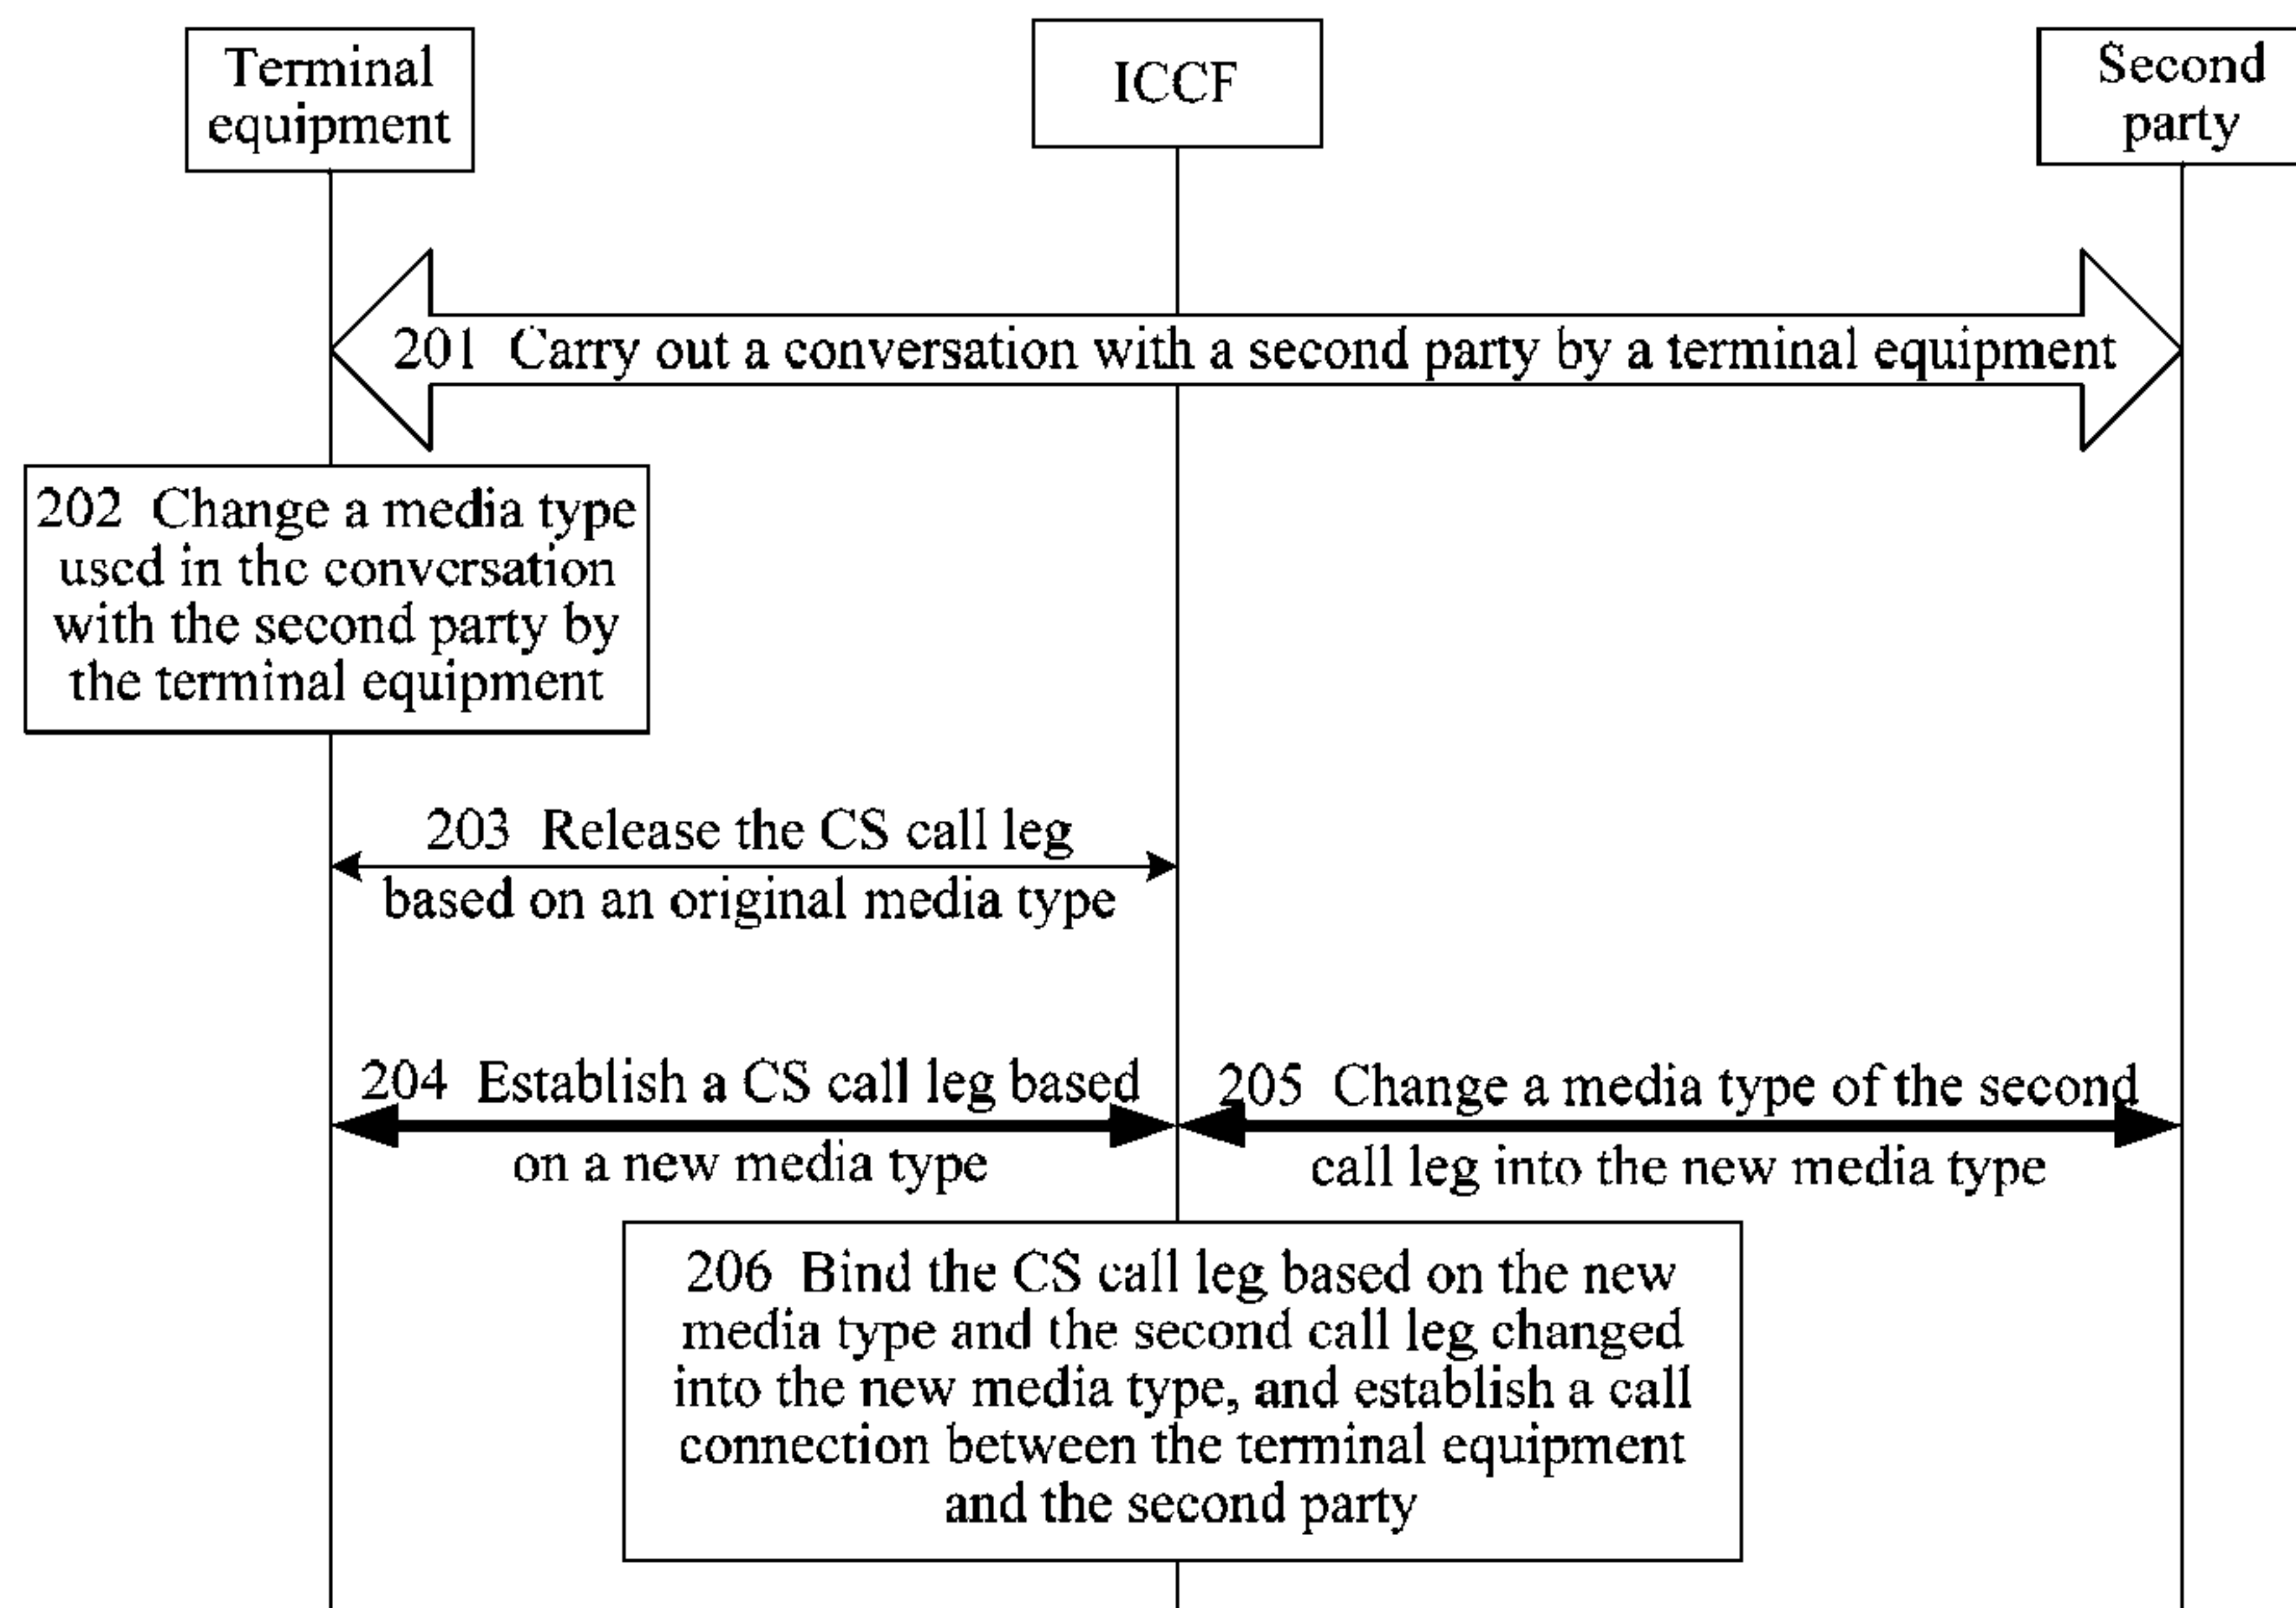 Terminal
equipment
ICCF
Second
party
201 Carry out a conversation with a second party by a terminal equipment
202 Change a media type
used in the conversation
with the second party by
the terminal equipment
203 Release the CS call leg
based on an original media type
204 Establish a CS call leg based
on a new media type
205 Change a media type of the second
call leg into the new media type
206 Bind the CS call leg based on the new
media type and the second call leg changed
into the new media type, and establish a call
connection between the terminal equipment
and the second party